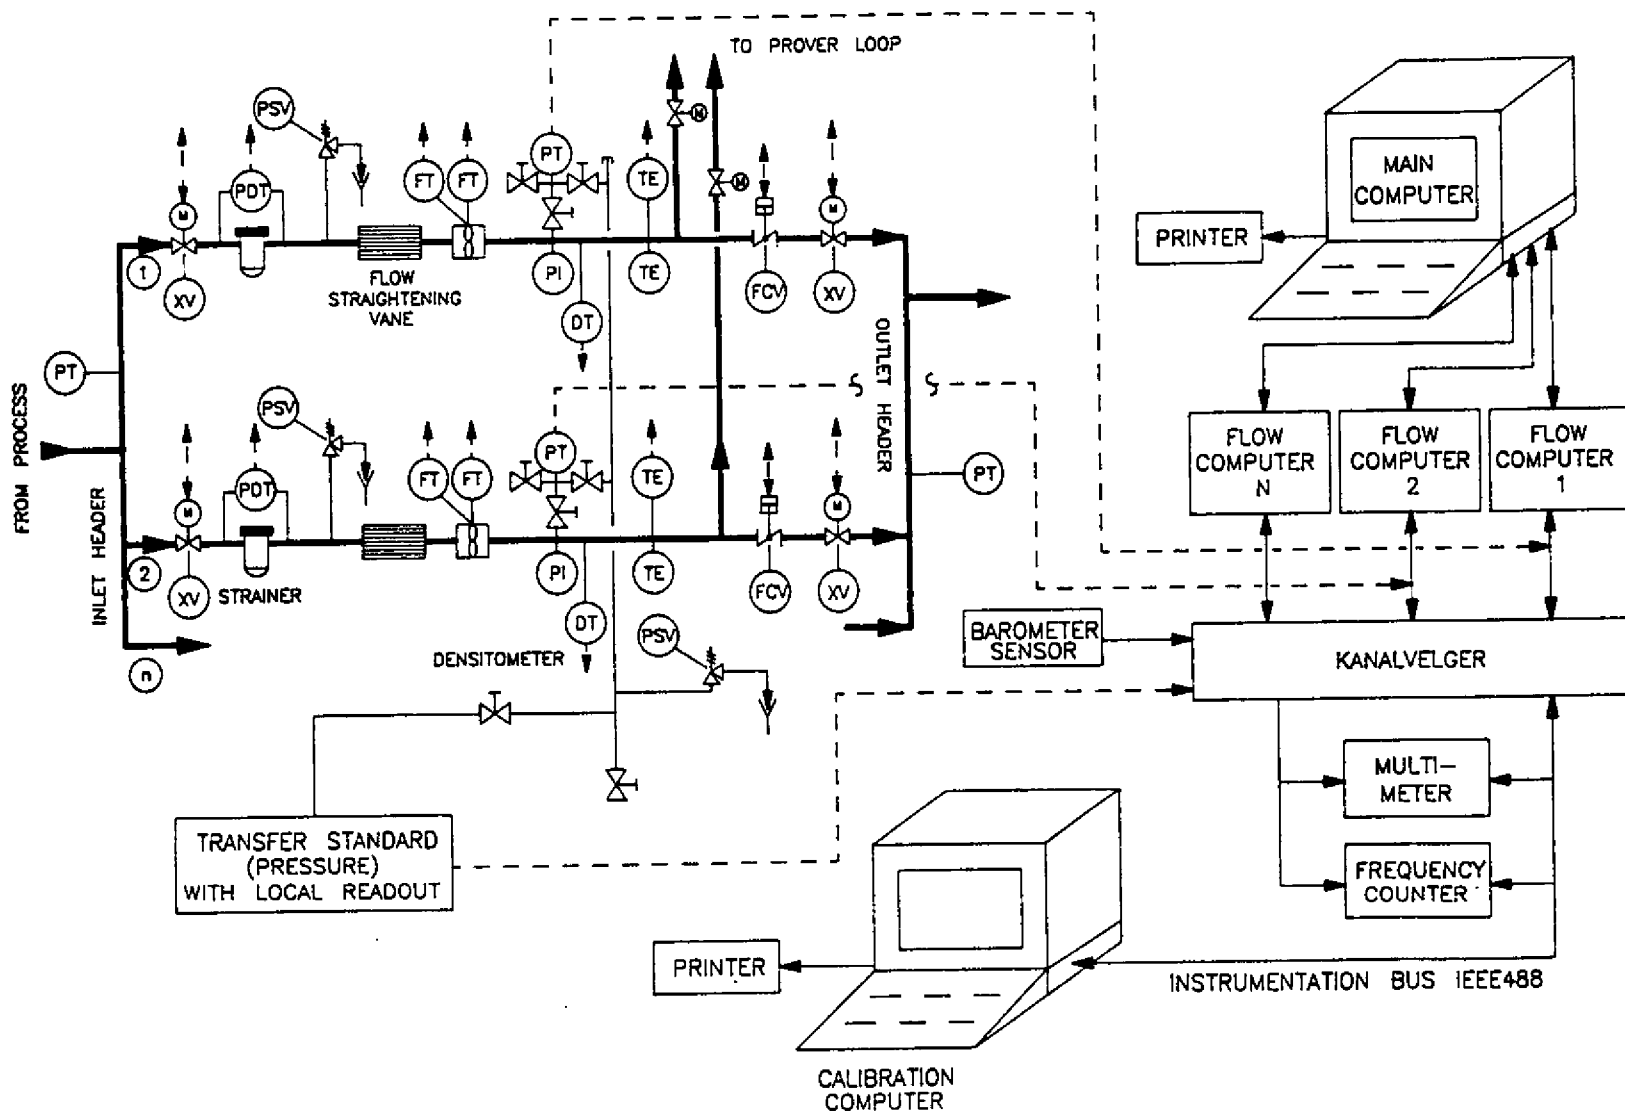 TO PROVER LOOP
PSV
PDT
M
FT
FT
PT
TE
M
M
M
1
XV
FLOW
STRAIGHTENING
VANE
PI
TE
DT
FCV
XV
PT
FROM PROCESS
INLET HEADER
OUTLET HEADER
PSV
PDT
M
FT
FT
PT
TE
M
PT
2
XV
STRAINER
PI
TE
DT
FCV
XV
n
DENSITOMETER
PSV
TRANSFER STANDARD
(PRESSURE)
WITH LOCAL READOUT
MAIN
COMPUTER
PRINTER
FLOW
COMPUTER
N
FLOW
COMPUTER
2
FLOW
COMPUTER
1
BAROMETER
SENSOR
KANALVELGER
MULTI-
METER
FREQUENCY
COUNTER
PRINTER
INSTRUMENTATION BUS IEEE488
CALIBRATION
COMPUTER